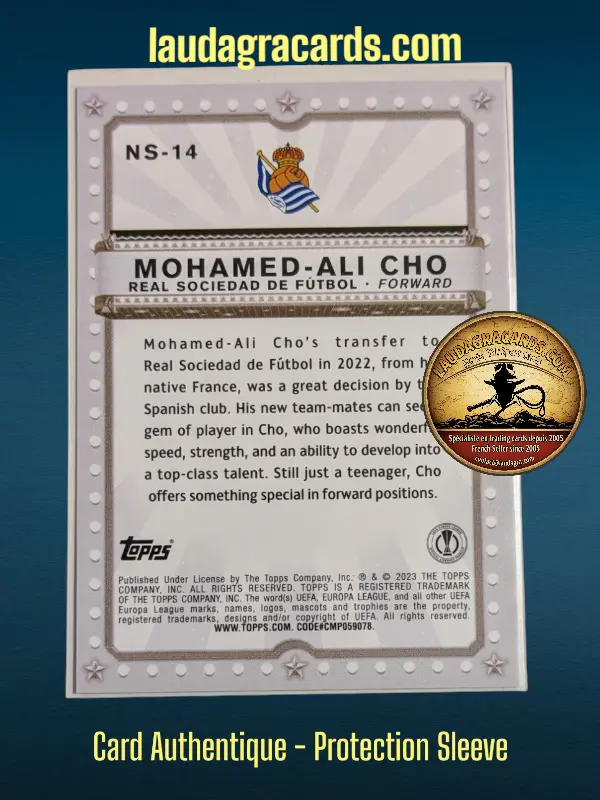 laudagracards.com
NS-14
MOHAMED-ALI CHO
REAL SOCIEDAD DE FÚTBOL · FORWARD
Mohamed-Ali Cho's transfer to
Real Sociedad de Fútbol in 2022, from h
native France, was a great decision by t
Spanish club. His new team-mates can see
gem of player in Cho, who boasts wonderf
speed, strength, and an ability to develop into
a top-class talent. Still just a teenager, Cho
offers something special in forward positions.
LAUDAGRACARDS.COM
Spécialiste en trading cards depuis 2005
French Seller since 2005
TOPPS
Published Under License by The Topps Company, Inc. ® & © 2023 THE TOPPS
COMPANY, INC. ALL RIGHTS RESERVED. TOPPS IS A REGISTERED TRADEMARK
OF THE TOPPS COMPANY, INC. The word(s) UEFA, EUROPA LEAGUE, and all other UEFA
Europa League marks, names, logos, mascots and trophies are the property,
registered trademarks, designs and/or copyright of UEFA. All rights reserved.
WWW.TOPPS.COM. CODE#CMP059078.
Card Authentique - Protection Sleeve